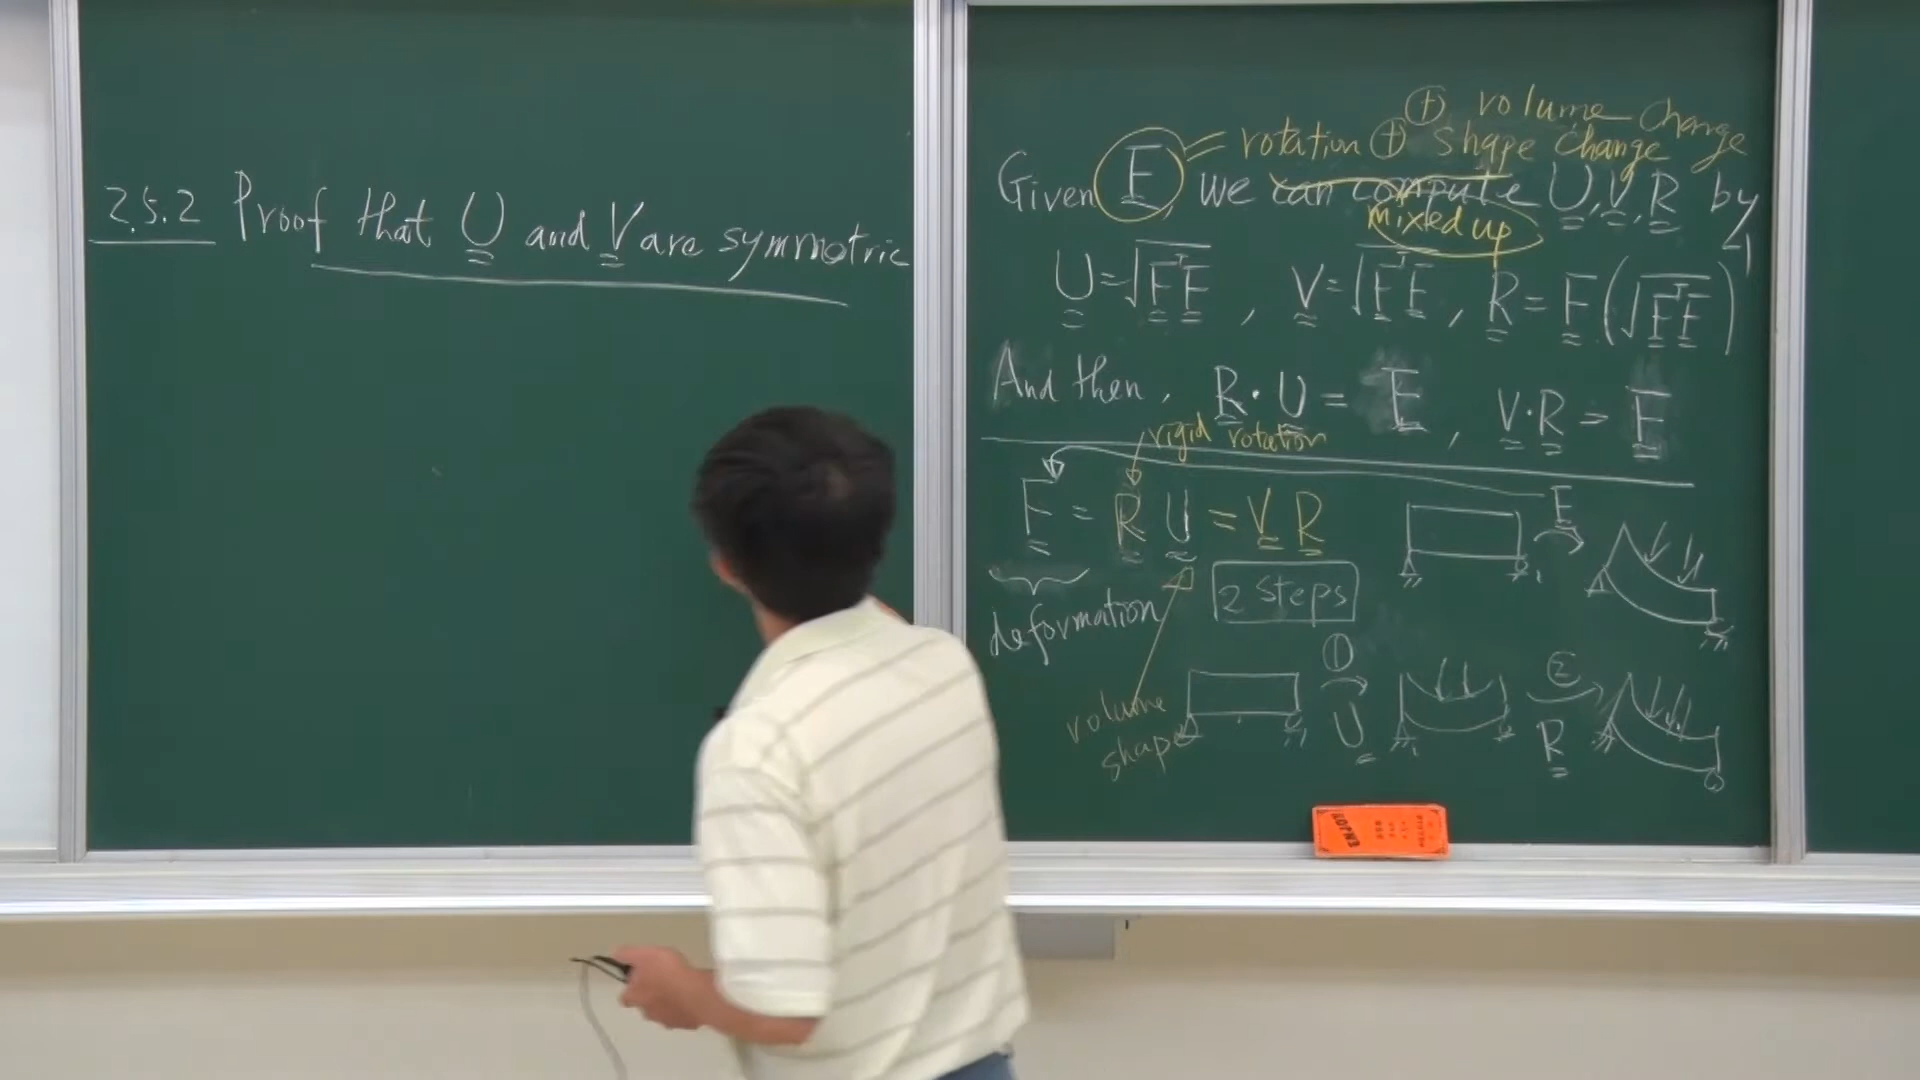 2.5.2 Proof that U and V are symmetric
⊕ volume change
= rotation ⊕ shape change
Given F, we can compute U, V, R by
mixed up
U = √FᵀF , V = √FᵀF , R = F(√FᵀF)⁻¹
And then, R·U = F , V·R = F
rigid rotation
F = R U = V R
F
2 steps
deformation
① ②
U R
volume
shape